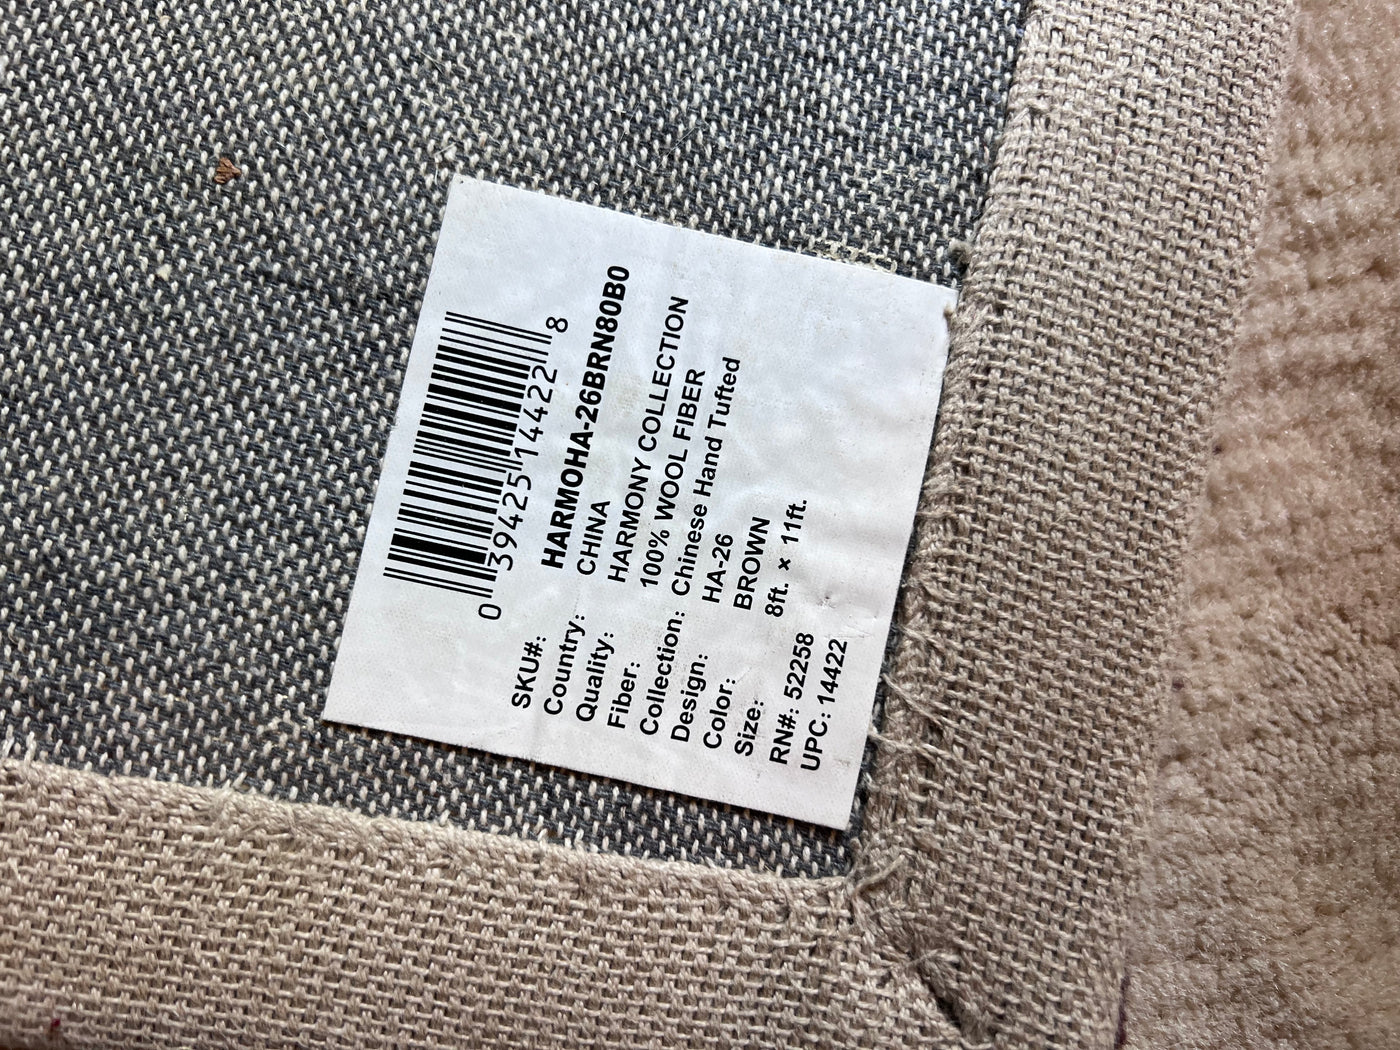 0 39425 14422 8
SKU#: HARMOHA-26BRN80B0
Country: CHINA
Quality: HARMONY COLLECTION
Fiber: 100% WOOL FIBER
Collection: Chinese Hand Tufted
Design: HA-26
Color: BROWN
Size: 8ft. × 11ft.
RN#: 52258
UPC: 14422